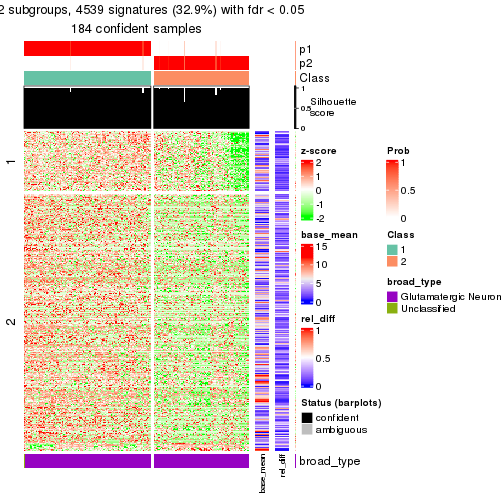 2 subgroups, 4539 signatures (32.9%) with fdr < 0.05
184 confident samples
p1
p2
Class
1
0.5
0
Silhouette
score
1
2
z-score
2
1
0
-1
-2
Prob
1
0.5
0
base_mean
15
10
5
0
Class
1
2
broad_type
Glutamatergic Neuron
Unclassified
rel_diff
1
0.5
0
Status (barplots)
confident
ambiguous
broad_type
base_mean
rel_diff